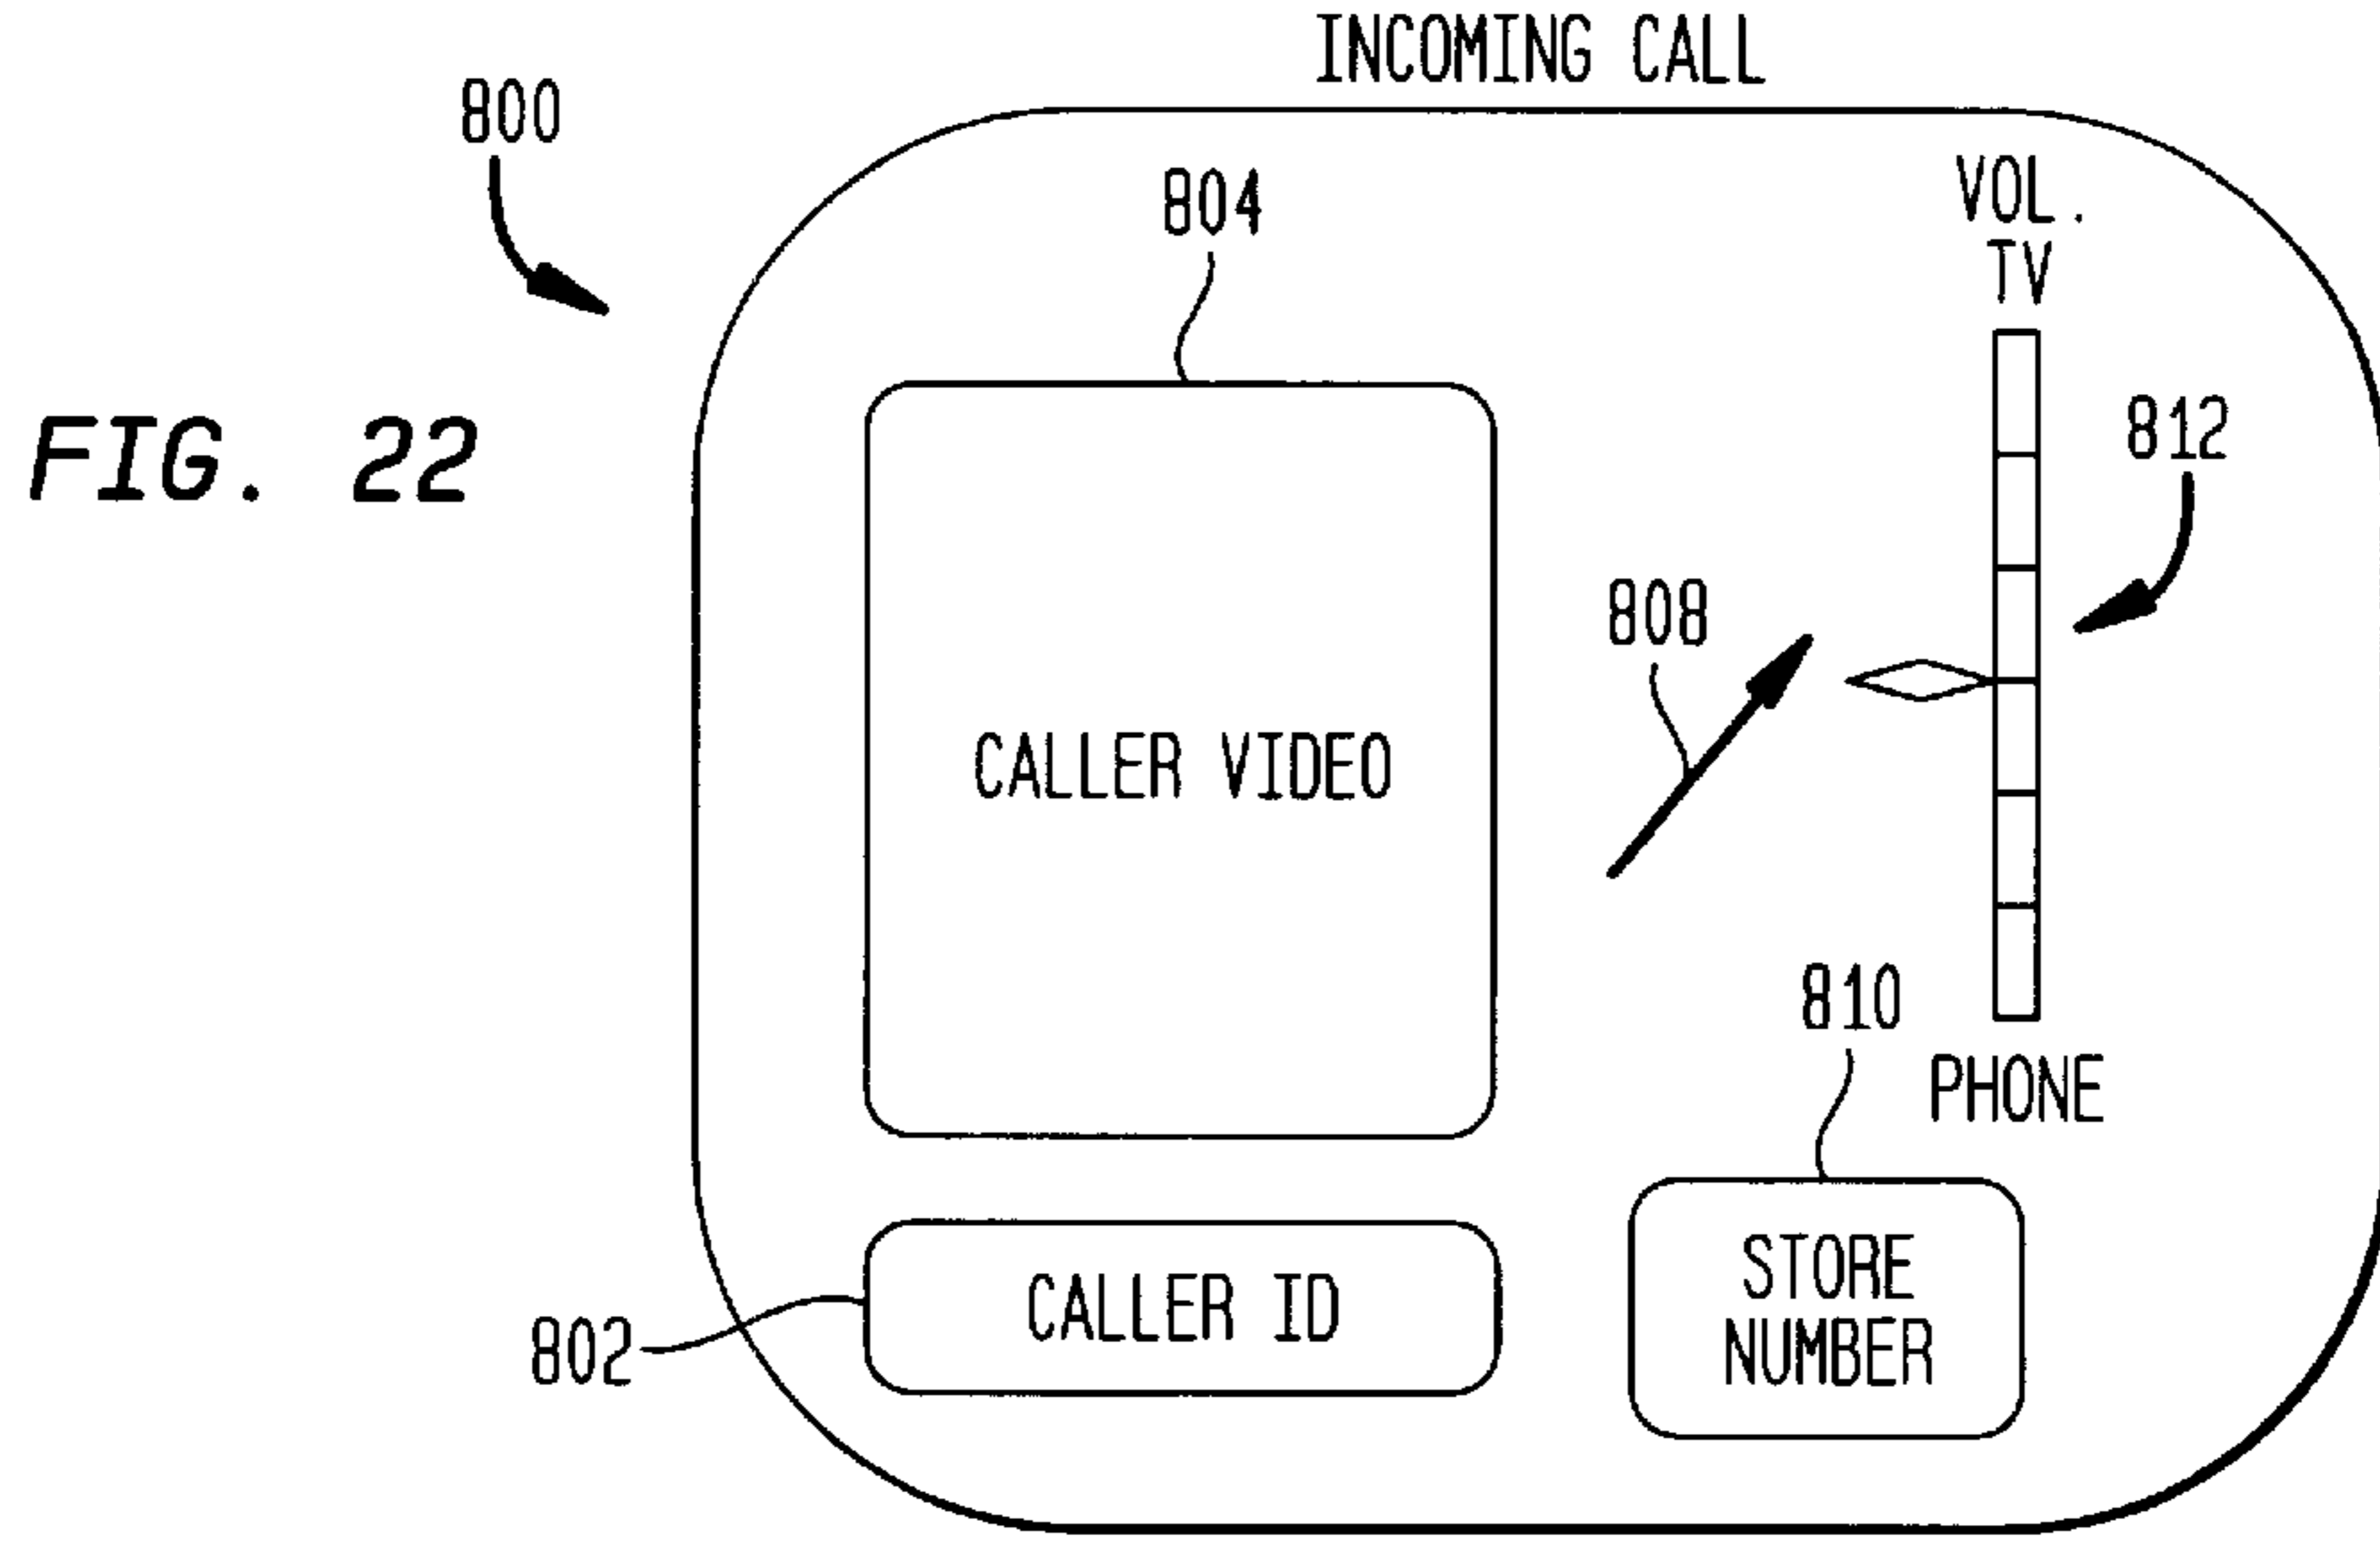 INCOMING CALL
800
804
VOL.
TV
FIG. 22
812
808
CALLER VIDEO
810
PHONE
STORE
NUMBER
CALLER ID
802